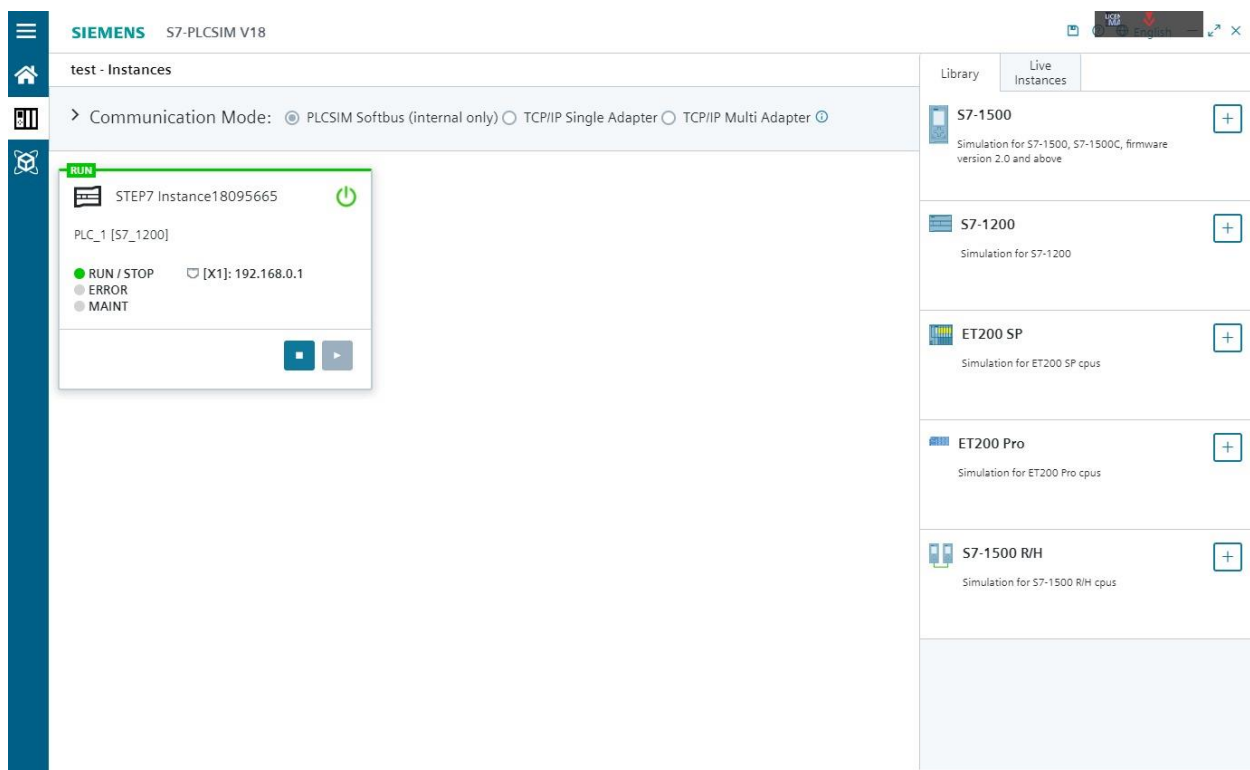 SIEMENS S7-PLCSIM V18
English
test - Instances
Communication Mode: PLCSIM Softbus (internal only) TCP/IP Single Adapter TCP/IP Multi Adapter
RUN
STEP7 Instance18095665
PLC_1 [S7_1200]
RUN / STOP [X1]: 192.168.0.1
ERROR
MAINT
Library
Live
Instances
S7-1500
Simulation for S7-1500, S7-1500C, firmware
version 2.0 and above
S7-1200
Simulation for S7-1200
ET200 SP
Simulation for ET200 SP cpus
ET200 Pro
Simulation for ET200 Pro cpus
S7-1500 R/H
Simulation for S7-1500 R/H cpus